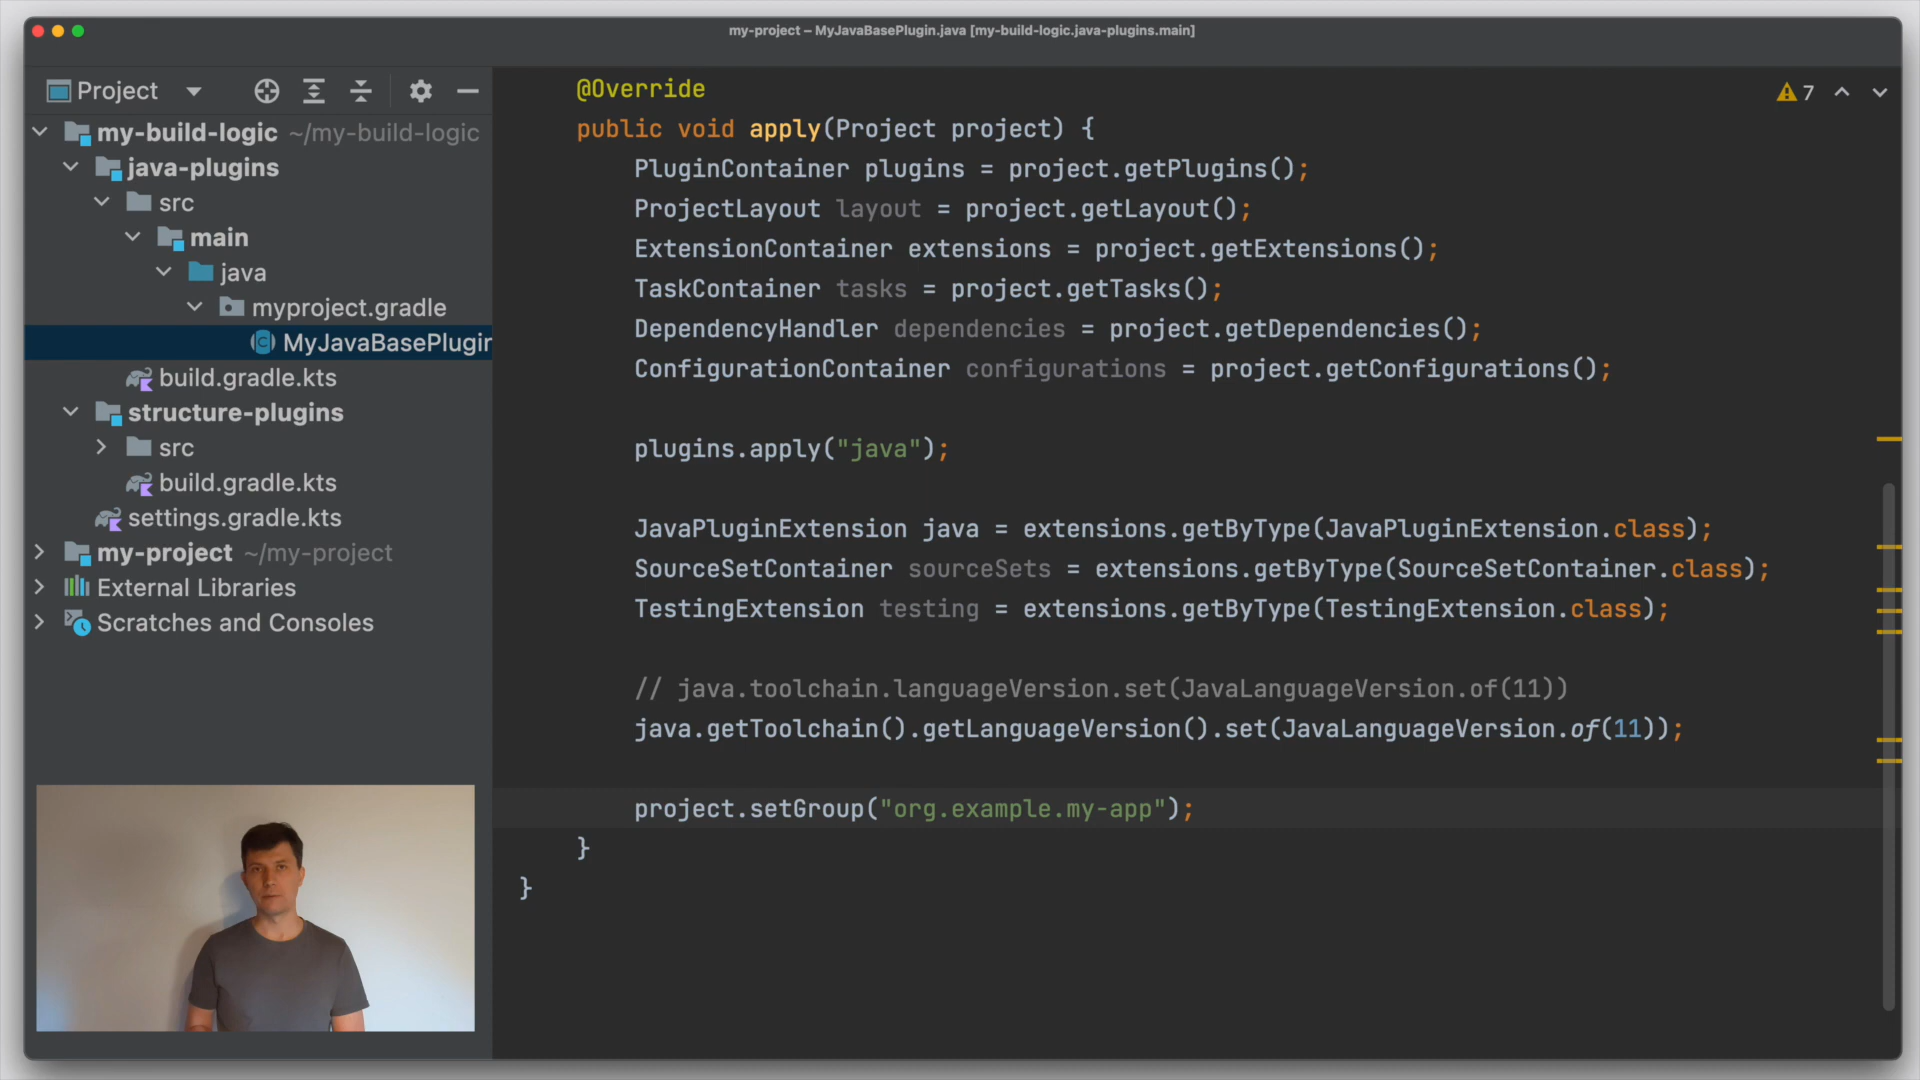 my-project – MyJavaBasePlugin.java [my-build-logic.java-plugins.main]
Project
my-build-logic ~/my-build-logic
java-plugins
src
main
java
myproject.gradle
MyJavaBasePlugin
build.gradle.kts
structure-plugins
src
build.gradle.kts
settings.gradle.kts
my-project ~/my-project
External Libraries
Scratches and Consoles
7
@Override
public void apply(Project project) {
PluginContainer plugins = project.getPlugins();
ProjectLayout layout = project.getLayout();
ExtensionContainer extensions = project.getExtensions();
TaskContainer tasks = project.getTasks();
DependencyHandler dependencies = project.getDependencies();
ConfigurationContainer configurations = project.getConfigurations();
plugins.apply("java");
JavaPluginExtension java = extensions.getByType(JavaPluginExtension.class);
SourceSetContainer sourceSets = extensions.getByType(SourceSetContainer.class);
TestingExtension testing = extensions.getByType(TestingExtension.class);
// java.toolchain.languageVersion.set(JavaLanguageVersion.of(11))
java.getToolchain().getLanguageVersion().set(JavaLanguageVersion.of(11));
project.setGroup("org.example.my-app");
}
}